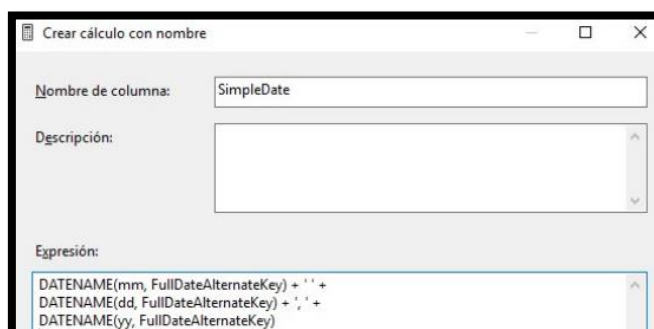 Crear cálculo con nombre
Nombre de columna: SimpleDate
Descripción:
Expresión:
DATENAME(mm, FullDateAlternateKey) + ' ' +
DATENAME(dd, FullDateAlternateKey) + ', ' +
DATENAME(yy, FullDateAlternateKey)